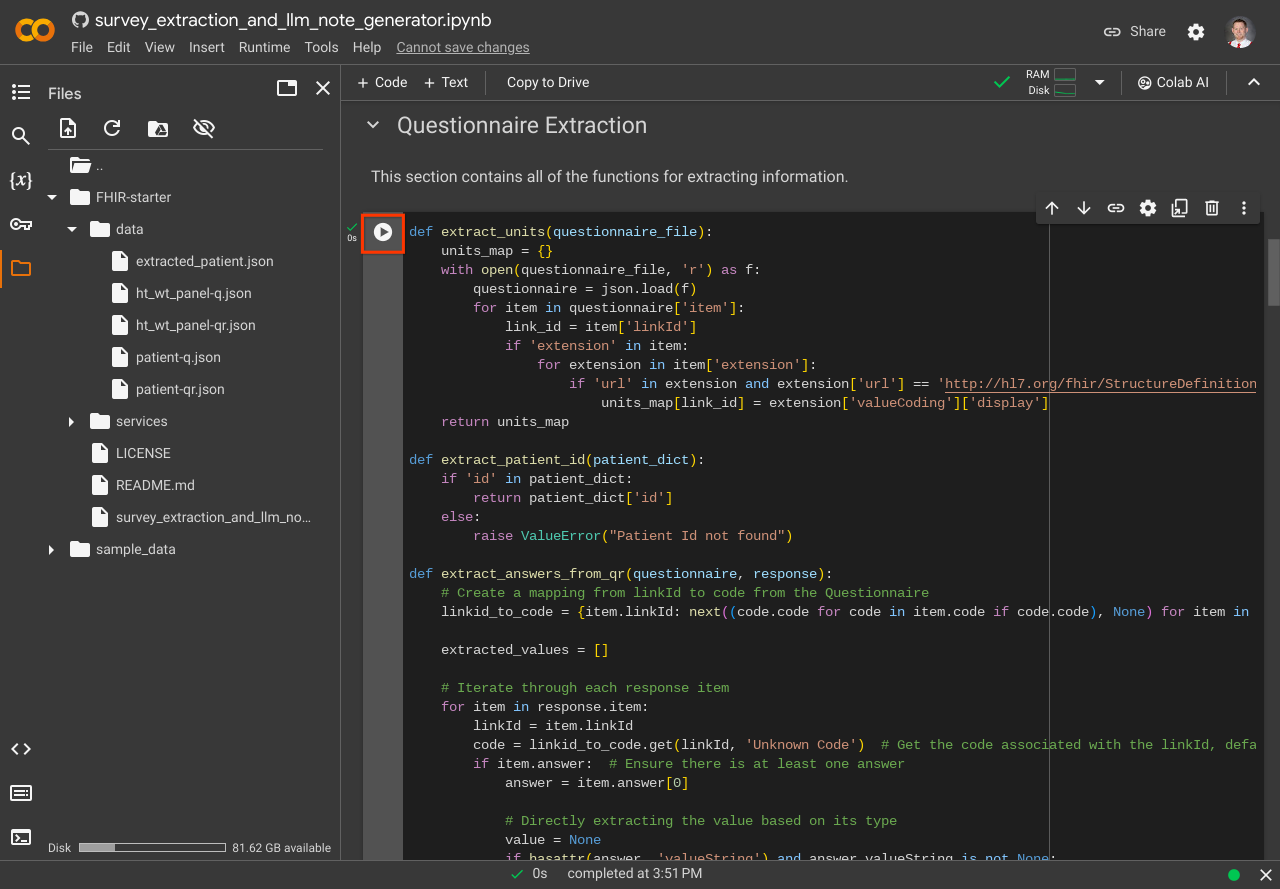 survey_extraction_and_llm_note_generator.ipynb
File Edit View Insert Runtime Tools Help Cannot save changes
Share
Files
+ Code + Text Copy to Drive
RAM
Disk
Colab AI
..
FHIR-starter
data
extracted_patient.json
ht_wt_panel-q.json
ht_wt_panel-qr.json
patient-q.json
patient-qr.json
services
LICENSE
README.md
survey_extraction_and_llm_no...
sample_data
{x}
Disk 81.62 GB available
Questionnaire Extraction
This section contains all of the functions for extracting information.
0s
def extract_units(questionnaire_file):
units_map = {}
with open(questionnaire_file, 'r') as f:
questionnaire = json.load(f)
for item in questionnaire['item']:
link_id = item['linkId']
if 'extension' in item:
for extension in item['extension']:
if 'url' in extension and extension['url'] == 'http://hl7.org/fhir/StructureDefinition
units_map[link_id] = extension['valueCoding']['display']
return units_map
def extract_patient_id(patient_dict):
if 'id' in patient_dict:
return patient_dict['id']
else:
raise ValueError("Patient Id not found")
def extract_answers_from_qr(questionnaire, response):
# Create a mapping from linkId to code from the Questionnaire
linkid_to_code = {item.linkId: next((code.code for code in item.code if code.code), None) for item in
extracted_values = []
# Iterate through each response item
for item in response.item:
linkId = item.linkId
code = linkid_to_code.get(linkId, 'Unknown Code')  # Get the code associated with the linkId, defa
if item.answer:  # Ensure there is at least one answer
answer = item.answer[0]
# Directly extracting the value based on its type
value = None
if hasattr(answer, 'valueString') and answer.valueString is not None:
0s completed at 3:51 PM